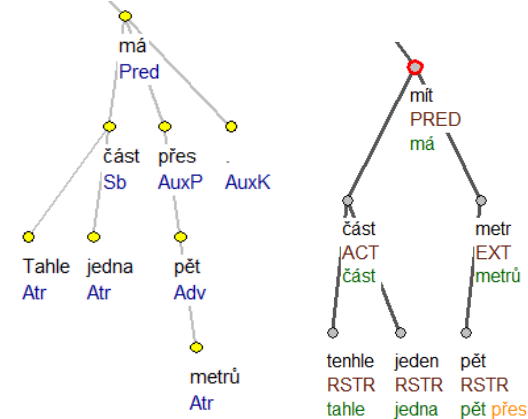 má
Pred
část přes .
Sb AuxP AuxK
Tahle jedna pět
Atr Atr Adv
metrů
Atr
mít
PRED
má
část metr
ACT EXT
část metrů
tenhle jeden pět
RSTR RSTR RSTR
tahle jedna pět přes